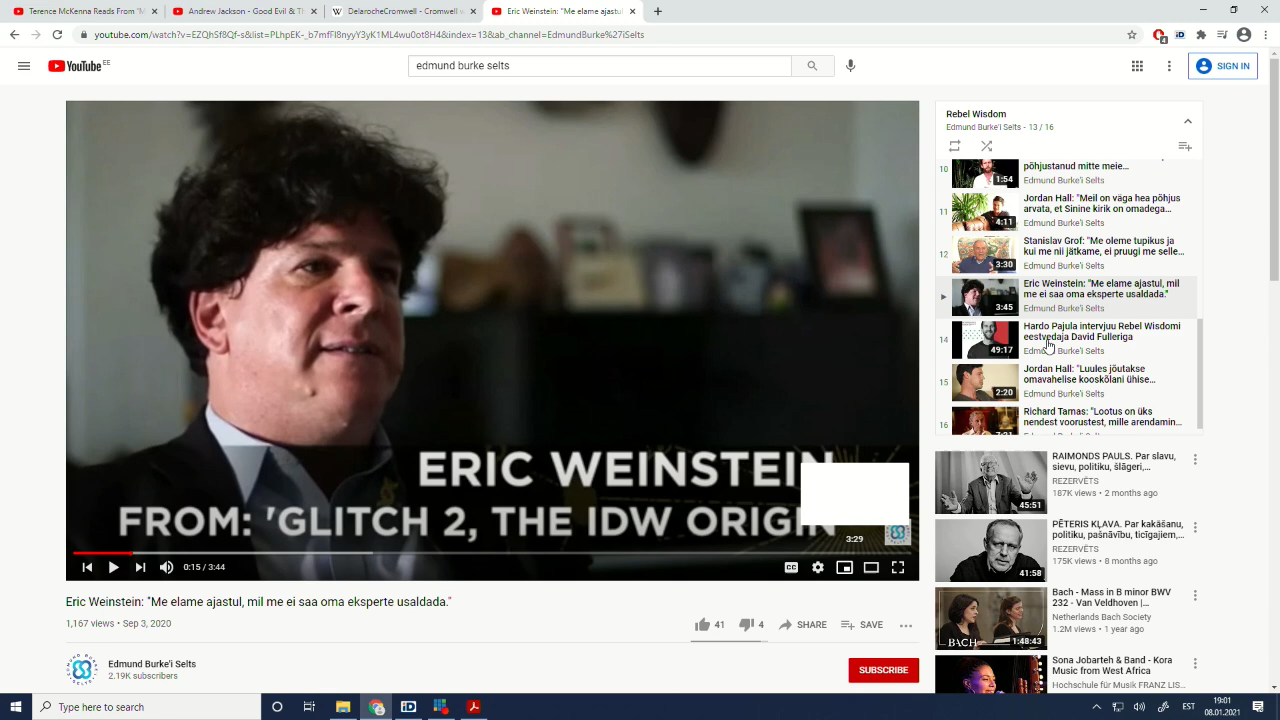 Terence McKenna Reads From "M
Andrew Jackson - Good Evil & Th
DelarocheCromwell - Cromwell w
Eric Weinstein: "Me elame ajastul
youtube.com/watch?v=EZQhSf8Qf-s&list=PLhpEK-_b7mfFl8nyyY3yK1ML4wu0ot8H4&index=13&ab_channel=EdmundBurke%27iSelts
4
YouTube EE
edmund burke selts
SIGN IN
Rebel Wisdom
Edmund Burke'i Selts - 13 / 16
10
põhjustanud mitte meie...
1:54
Edmund Burke'i Selts
11
Jordan Hall: "Meil on väga hea põhjus
arvata, et Sinine kirik on omadega...
4:11
Edmund Burke'i Selts
12
Stanislav Grof: "Me oleme tupikus ja
kui me nii jätkame, ei pruugi me selle...
3:30
Edmund Burke'i Selts
Eric Weinstein: "Me elame ajastul, mil
me ei saa oma eksperte usaldada."
3:45
Edmund Burke'i Selts
14
Hardo Pajula intervjuu Rebel Wisdomi
eestvedaja David Fulleriga
49:17
Edmund Burke'i Selts
15
Jordan Hall: "Luules jõutakse
omavahelise kooskõlani ühise...
2:20
Edmund Burke'i Selts
16
Richard Tarnas: "Lootus on üks
nendest voorustest, mille arendamin...
ERIC WEINSTEIN
FROM: 'GLITCH 2, THE IDW ORIGIN
3:29
0:15 / 3:44
CC
Eric Weinstein: "Me elame ajastul, mil me ei saa oma eksperte usaldada."
1,167 views • Sep 3, 2020
41
4
SHARE
SAVE
Edmund Burke'i Selts
2.19K subscribers
SUBSCRIBE
RAIMONDS PAULS. Par slavu,
sievu, politiku, šlāgeri,...
REZERVĒTS
187K views • 2 months ago
45:51
PĒTERIS KĻAVA. Par kakāšanu,
politiku, pašnāvību, ticīgajiem,...
REZERVĒTS
175K views • 8 months ago
41:58
Bach - Mass in B minor BWV
232 - Van Veldhoven |...
Netherlands Bach Society
1.2M views • 1 year ago
BACH
1:48:43
Sona Jobarteh & Band - Kora
Music from West Africa
Hochschule für Musik FRANZ LIS...
Type here to search
EST
19:01
08.01.2021